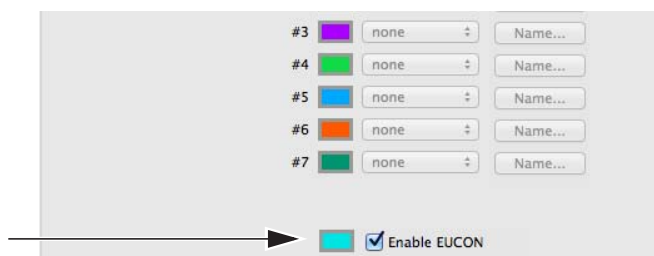 #3 none Name...
#4 none Name...
#5 none Name...
#6 none Name...
#7 none Name...
Enable EUCON